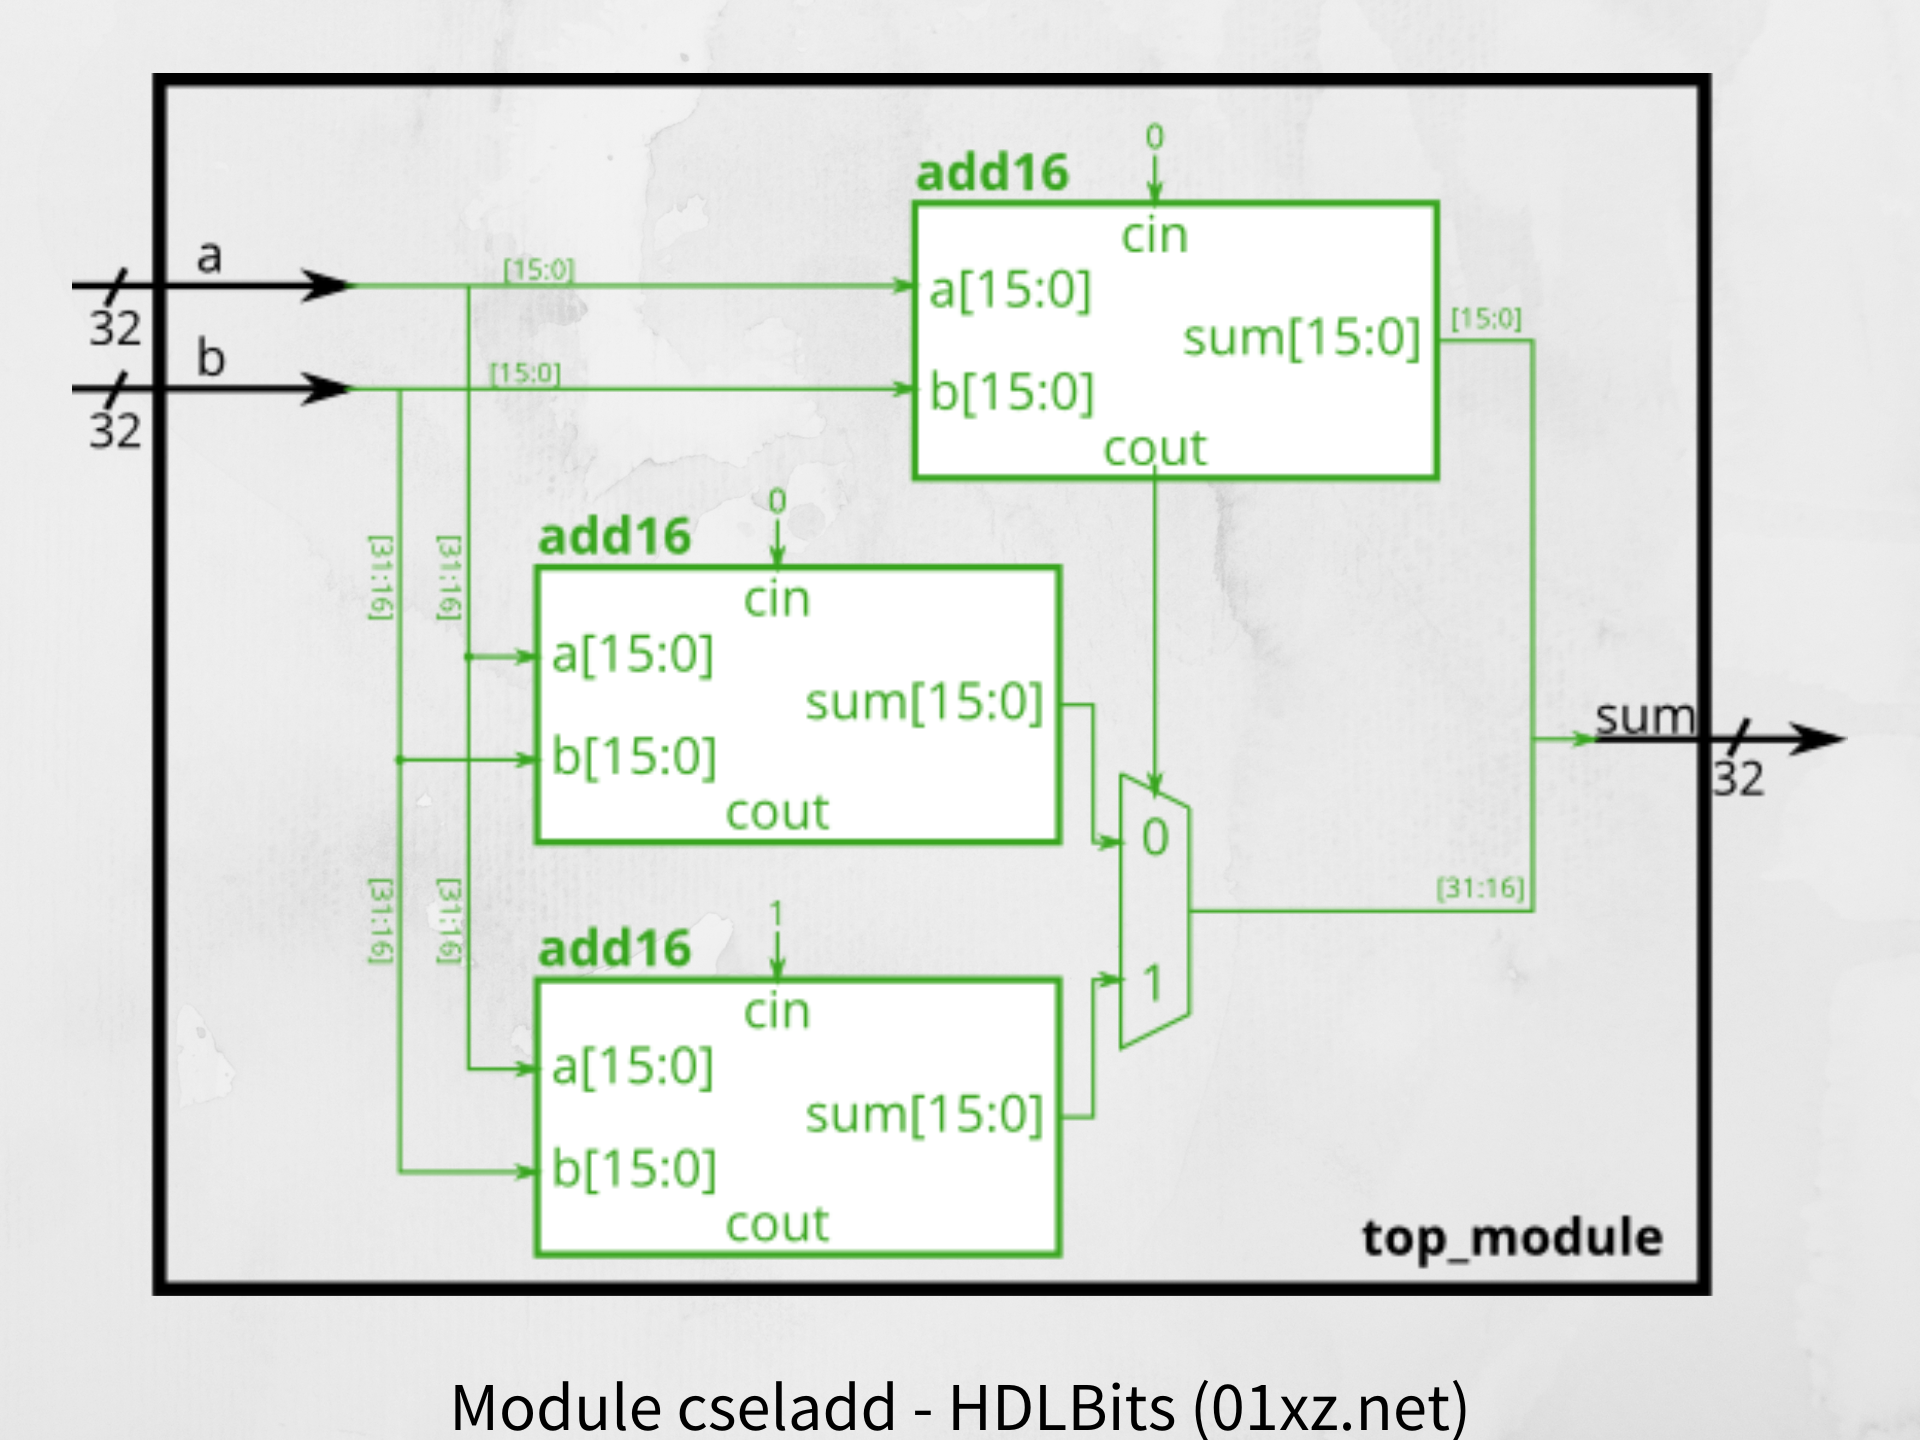 0
add16
cin
a
[15:0]
a[15:0]
32
sum[15:0]
[15:0]
b
[15:0]
b[15:0]
32
cout
0
add16
[31:16]
[31:16]
cin
a[15:0]
sum[15:0]
b[15:0]
cout
sum
32
0
[31:16]
[31:16]
[31:16]
1
add16
1
cin
a[15:0]
sum[15:0]
b[15:0]
cout
top_module
Module cseladd - HDLBits (01xz.net)